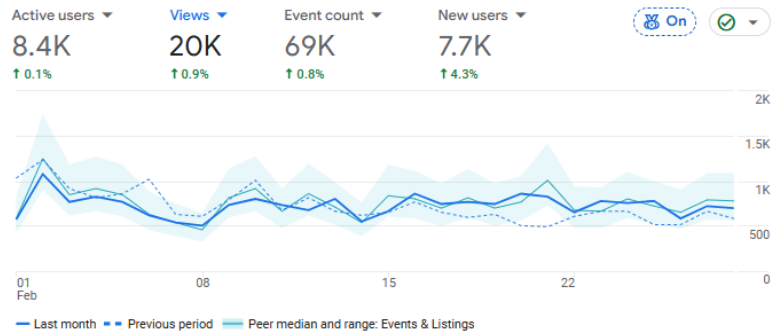 Active users Views Event count New users On
8.4K 20K 69K 7.7K
↑ 0.1% ↑ 0.9% ↑ 0.8% ↑ 4.3%
2K
1.5K
1K
500
0
01 08 15 22
Feb
Last month Previous period Peer median and range: Events & Listings